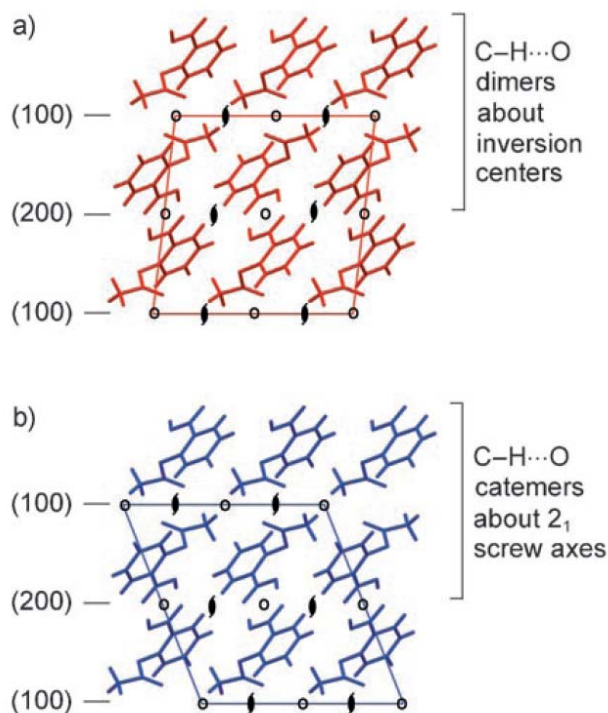 a)
C–H···O
dimers
about
inversion
centers
(100)
(200)
(100)
b)
C–H···O
catemers
about 2₁
screw axes
(100)
(200)
(100)